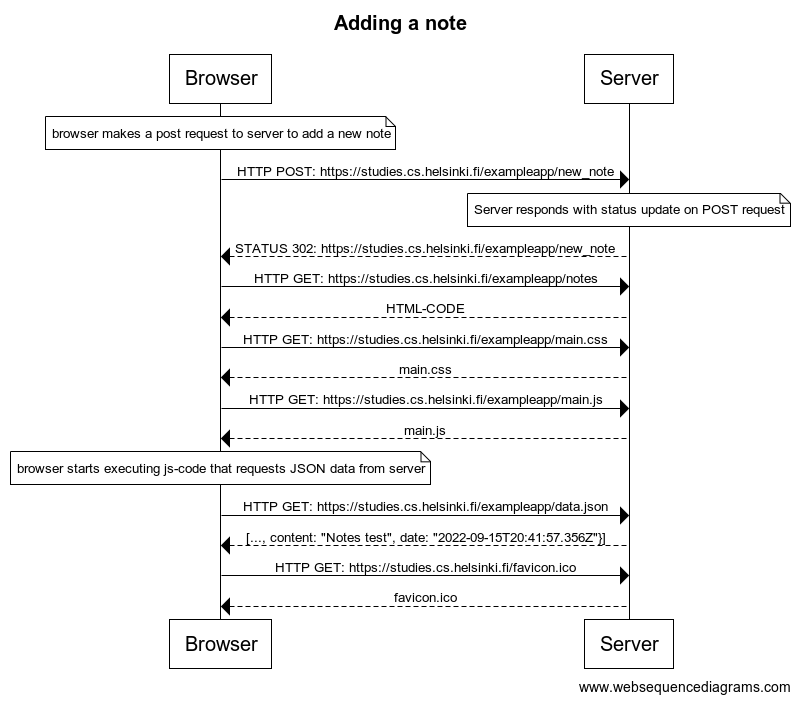 Adding a note
Browser
Server
browser makes a post request to server to add a new note
HTTP POST: https://studies.cs.helsinki.fi/exampleapp/new_note
Server responds with status update on POST request
STATUS 302: https://studies.cs.helsinki.fi/exampleapp/new_note
HTTP GET: https://studies.cs.helsinki.fi/exampleapp/notes
HTML-CODE
HTTP GET: https://studies.cs.helsinki.fi/exampleapp/main.css
main.css
HTTP GET: https://studies.cs.helsinki.fi/exampleapp/main.js
main.js
browser starts executing js-code that requests JSON data from server
HTTP GET: https://studies.cs.helsinki.fi/exampleapp/data.json
[..., content: "Notes test", date: "2022-09-15T20:41:57.356Z"}]
HTTP GET: https://studies.cs.helsinki.fi/favicon.ico
favicon.ico
Browser
Server
www.websequencediagrams.com